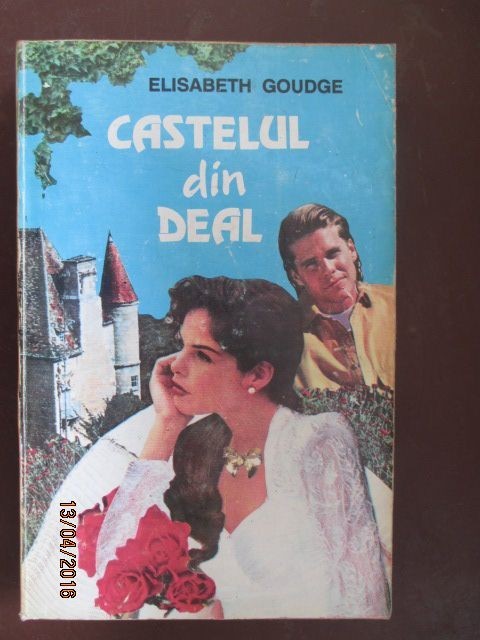 ELISABETH GOUDGE
CASTELUL
din
DEAL
13/04/2016